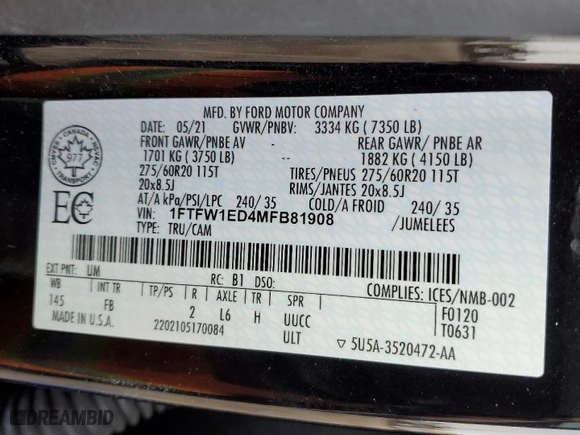 MFD. BY FORD MOTOR COMPANY
DATE: 05/21 GVWR/PNBV: 3334 KG ( 7350 LB)
FRONT GAWR/PNBE AV -- REAR GAWR/ PNBE AR
1701 KG ( 3750 LB) -- 1882 KG ( 4150 LB)
275/60R20 115T TIRES/PNEUS 275/60R20 115T
20x8.5J RIMS/JANTES 20x8.5J
AT/A kPa/PSI/LPC 240/ 35 COLD/A FROID 240/ 35
VIN: 1FTFW1ED4MFB81908 /JUMELEES
TYPE: TRU/CAM
CANADA
977
EC
EXT PNT: UM RC: B1 DSO: COMPLIES: ICES/NMB-002
WB INT TR TP/PS R AXLE TR SPR F0120
145 FB 2 L6 H UUCC T0631
MADE IN U.S.A. 2202105170084 ULT ▽ 5U5A-3520472-AA
DREAMBID